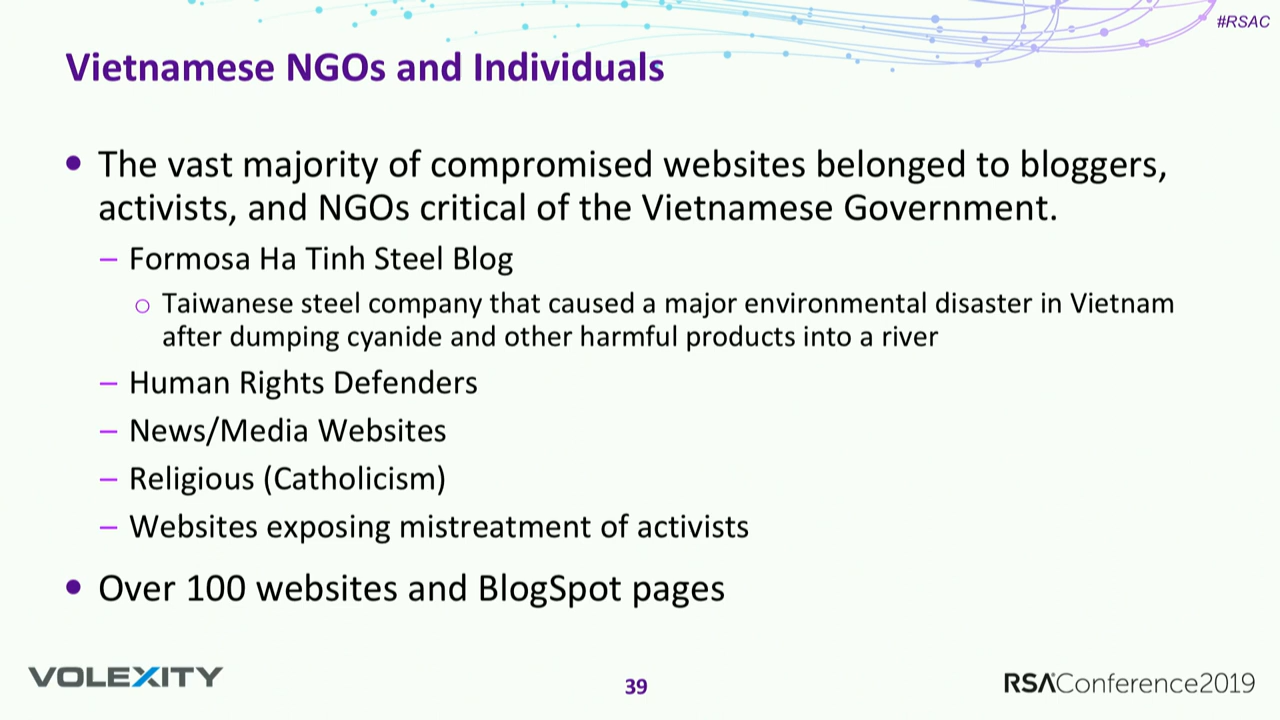 #RSAC
Vietnamese NGOs and Individuals
• The vast majority of compromised websites belonged to bloggers,
activists, and NGOs critical of the Vietnamese Government.
– Formosa Ha Tinh Steel Blog
o Taiwanese steel company that caused a major environmental disaster in Vietnam
after dumping cyanide and other harmful products into a river
– Human Rights Defenders
– News/Media Websites
– Religious (Catholicism)
– Websites exposing mistreatment of activists
• Over 100 websites and BlogSpot pages
VOLEXITY
39
RSAConference2019